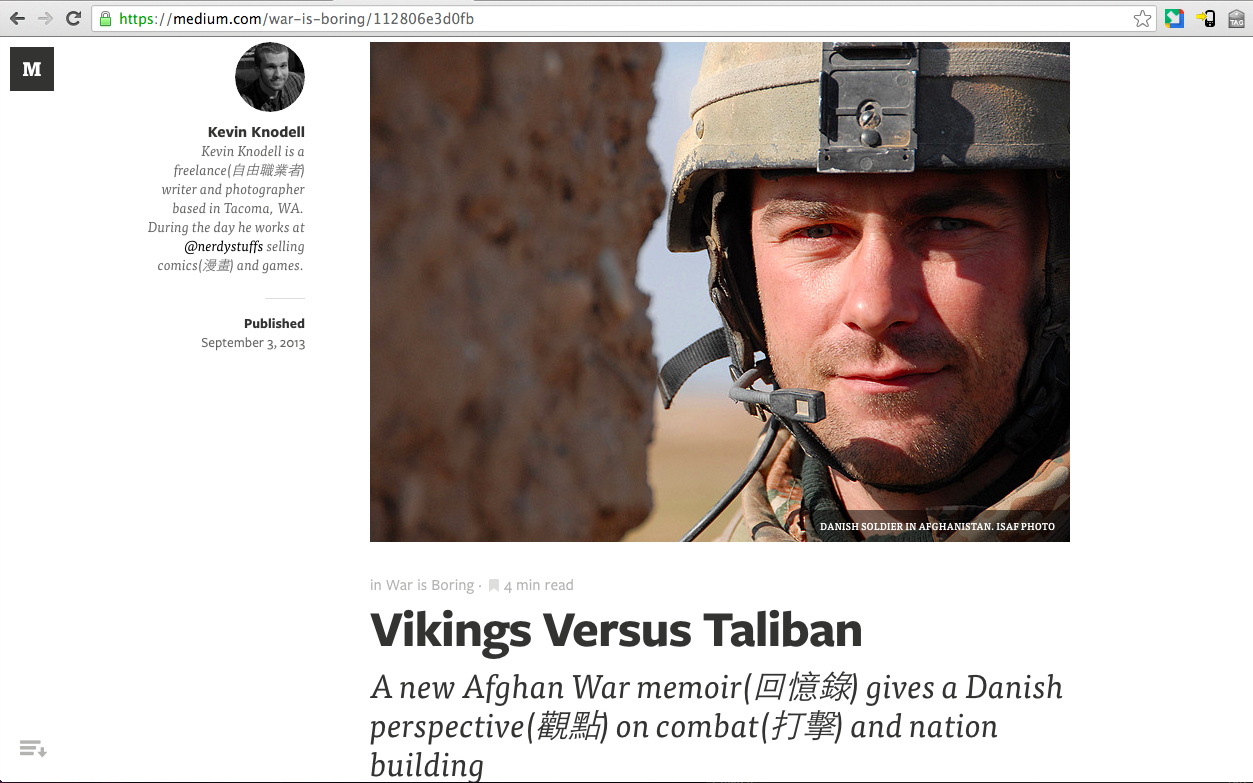 https://medium.com/war-is-boring/112806e3d0fb
TAG
M
Kevin Knodell
Kevin Knodell is a
freelance(自由職業者)
writer and photographer
based in Tacoma, WA.
During the day he works at
@nerdystuffs selling
comics(漫畫) and games.
Published
September 3, 2013
DANISH SOLDIER IN AFGHANISTAN. ISAF PHOTO
in War is Boring · 4 min read
Vikings Versus Taliban
A new Afghan War memoir(回憶錄) gives a Danish
perspective(觀點) on combat(打擊) and nation
building